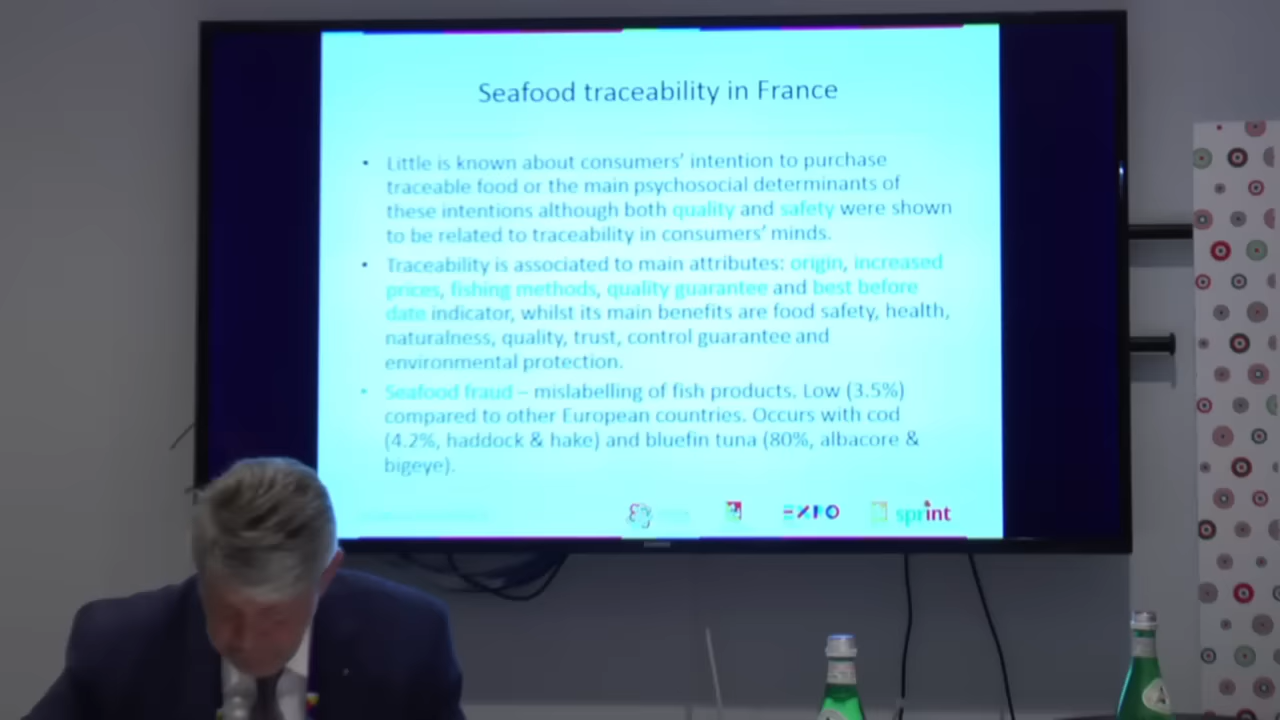 Seafood traceability in France
• Little is known about consumers' intention to purchase
traceable food or the main psychosocial determinants of
these intentions although both quality and safety were shown
to be related to traceability in consumers' minds.
• Traceability is associated to main attributes: origin, increased
prices, fishing methods, quality guarantee and best before
date indicator, whilst its main benefits are food safety, health,
naturalness, quality, trust, control guarantee and
environmental protection.
• Seafood fraud – mislabelling of fish products. Low (3.5%)
compared to other European countries. Occurs with cod
(4.2%, haddock & hake) and bluefin tuna (80%, albacore &
bigeye).
EXPO sprint